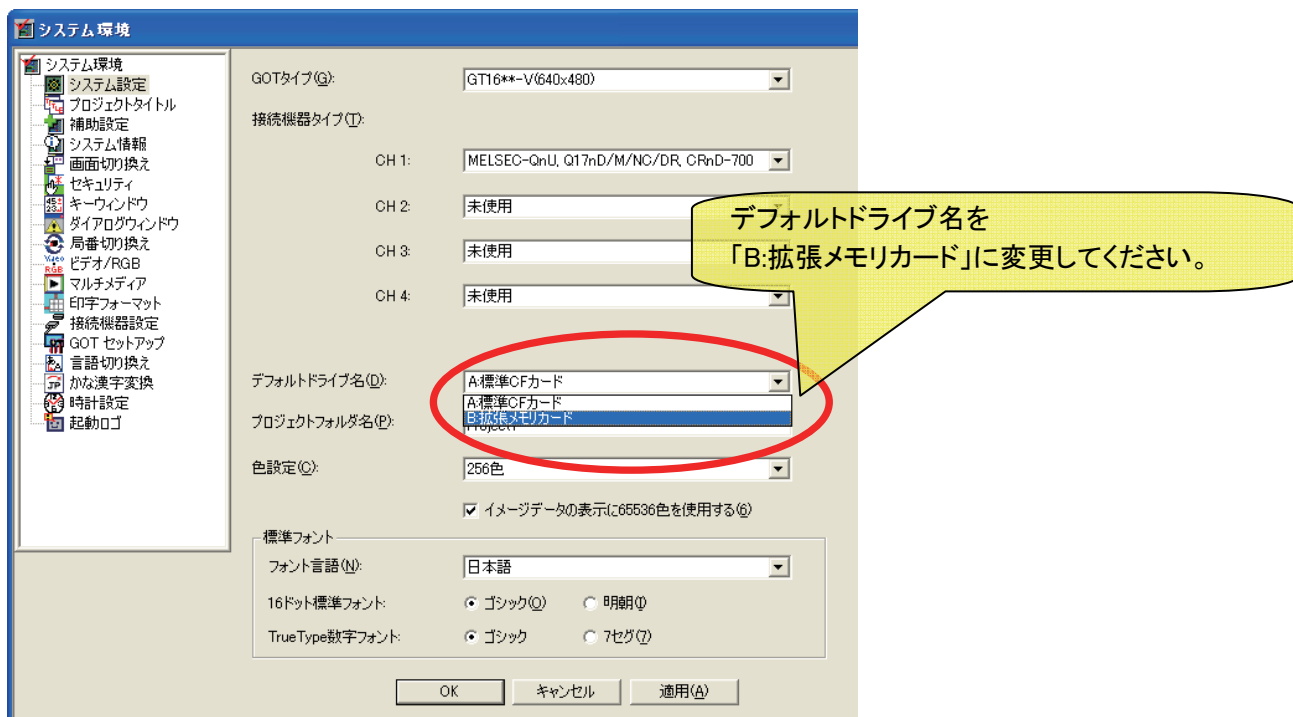 システム環境
システム環境
システム設定
プロジェクトタイトル
補助設定
システム情報
画面切り換え
セキュリティ
キーウィンドウ
ダイアログウィンドウ
局番切り換え
ビデオ/RGB
マルチメディア
印字フォーマット
接続機器設定
GOT セットアップ
言語切り換え
かな漢字変換
時計設定
起動ロゴ
GOTタイプ(G): GT16**-V(640x480)
接続機器タイプ(T):
CH 1: MELSEC-QnU, Q17nD/M/NC/DR, CRnD-700
CH 2: 未使用
CH 3: 未使用
CH 4: 未使用
デフォルトドライブ名を
「B:拡張メモリカード」に変更してください。
デフォルトドライブ名(D): A:標準CFカード
A:標準CFカード
B:拡張メモリカード
プロジェクトフォルダ名(P):
色設定(C): 256色
イメージデータの表示に65536色を使用する(6)
標準フォント
フォント言語(N): 日本語
16ドット標準フォント: ゴシック(O) 明朝(I)
TrueType数字フォント: ゴシック 7セグ(7)
OK キャンセル 適用(A)